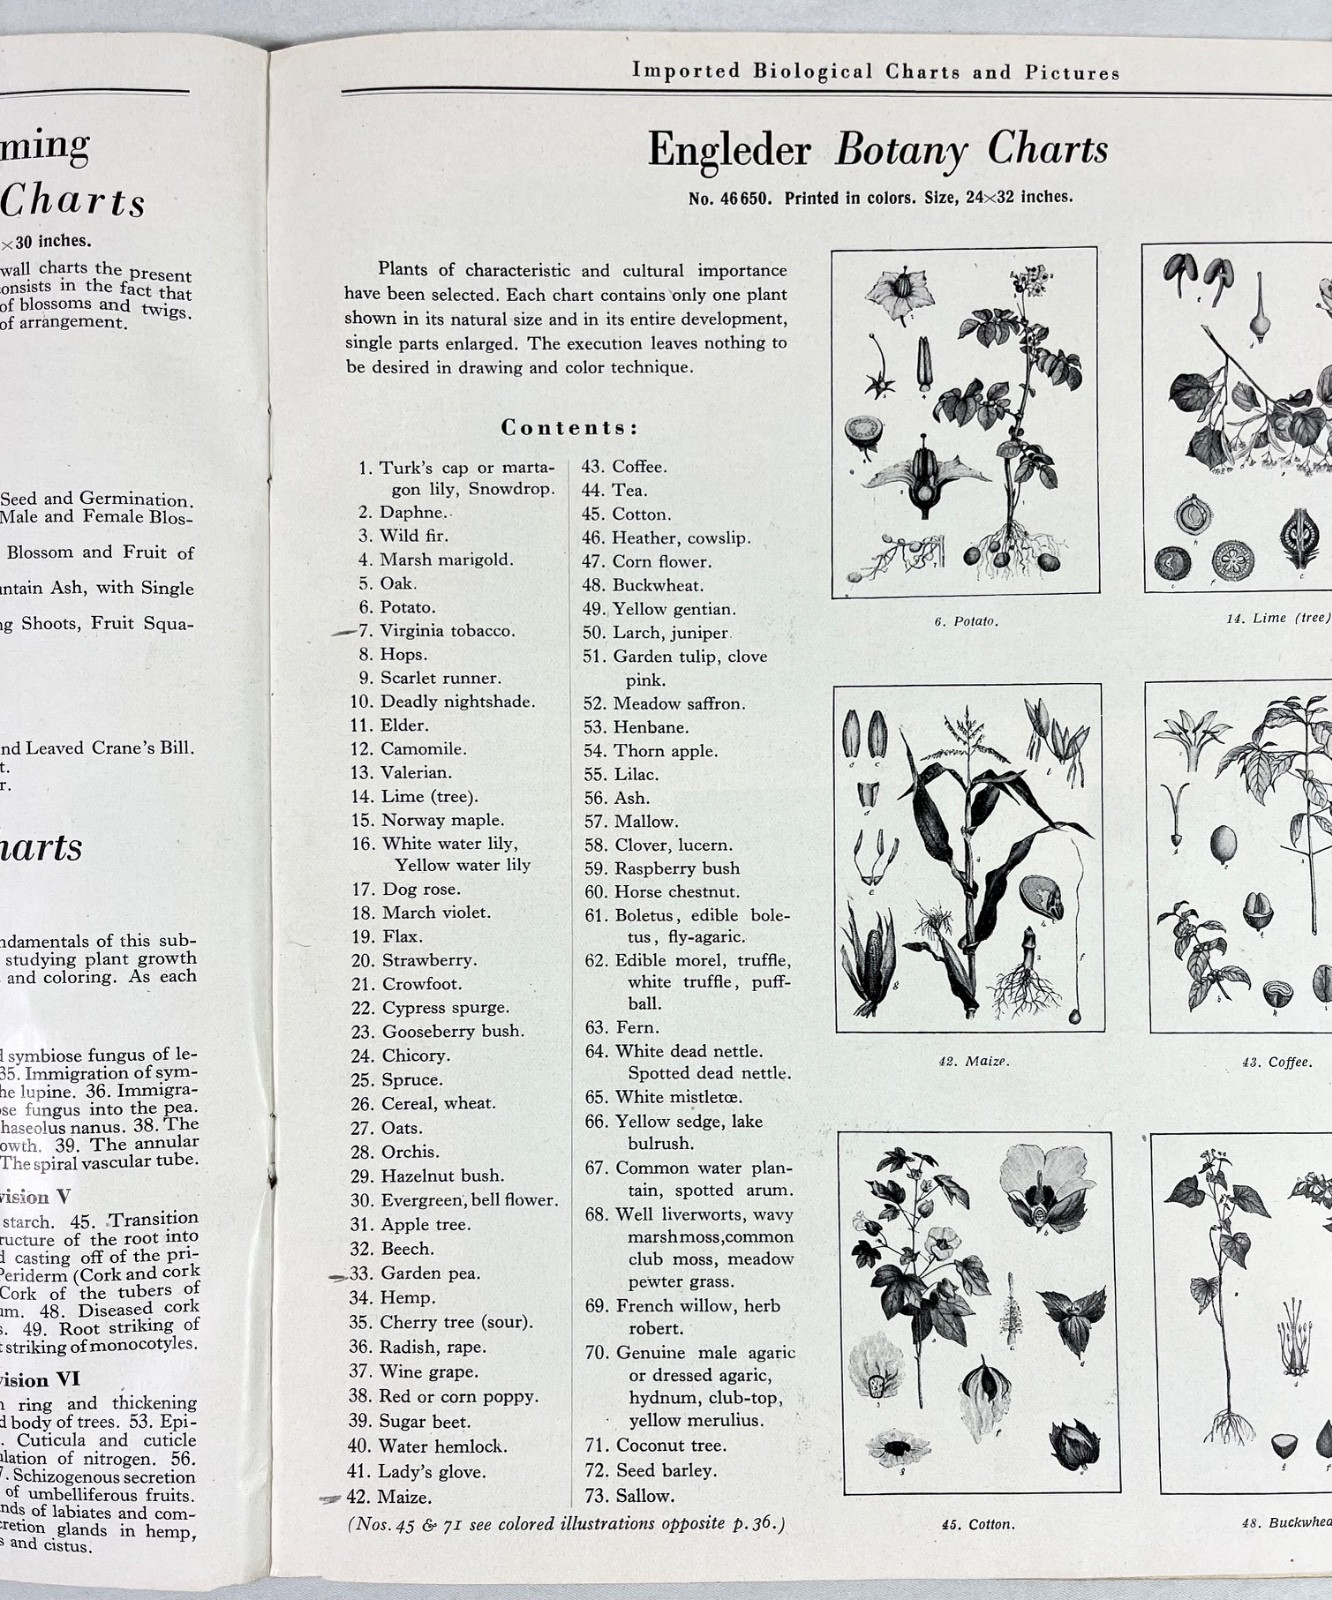 ming
Charts
×30 inches.
wall charts the present
onsists in the fact that
of blossoms and twigs.
of arrangement.
Seed and Germination.
Male and Female Blos-
Blossom and Fruit of
untain Ash, with Single
ng Shoots, Fruit Squa-
nd Leaved Crane's Bill.
t.
r.
harts
ndamentals of this sub-
studying plant growth
and coloring. As each
symbiose fungus of le-
35. Immigration of sym-
he lupine. 36. Immigra-
ose fungus into the pea.
haseolus nanus. 38. The
owth. 39. The annular
The spiral vascular tube.
vision V
starch. 45. Transition
ructure of the root into
d casting off of the pri-
Periderm (Cork and cork
Cork of the tubers of
um. 48. Diseased cork
s. 49. Root striking of
t striking of monocotyles.
vision VI
n ring and thickening
d body of trees. 53. Epi-
. Cuticula and cuticle
ulation of nitrogen. 56.
7. Schizogenous secretion
of umbelliferous fruits.
nds of labiates and com-
cretion glands in hemp,
s and cistus.
Imported Biological Charts and Pictures
Engleder Botany Charts
No. 46650. Printed in colors. Size, 24×32 inches.
Plants of characteristic and cultural importance
have been selected. Each chart contains only one plant
shown in its natural size and in its entire development,
single parts enlarged. The execution leaves nothing to
be desired in drawing and color technique.
Contents:
1. Turk's cap or marta-
gon lily, Snowdrop.
2. Daphne.
3. Wild fir.
4. Marsh marigold.
5. Oak.
6. Potato.
7. Virginia tobacco.
8. Hops.
9. Scarlet runner.
10. Deadly nightshade.
11. Elder.
12. Camomile.
13. Valerian.
14. Lime (tree).
15. Norway maple.
16. White water lily,
Yellow water lily
17. Dog rose.
18. March violet.
19. Flax.
20. Strawberry.
21. Crowfoot.
22. Cypress spurge.
23. Gooseberry bush.
24. Chicory.
25. Spruce.
26. Cereal, wheat.
27. Oats.
28. Orchis.
29. Hazelnut bush.
30. Evergreen, bell flower.
31. Apple tree.
32. Beech.
33. Garden pea.
34. Hemp.
35. Cherry tree (sour).
36. Radish, rape.
37. Wine grape.
38. Red or corn poppy.
39. Sugar beet.
40. Water hemlock.
41. Lady's glove.
42. Maize.
43. Coffee.
44. Tea.
45. Cotton.
46. Heather, cowslip.
47. Corn flower.
48. Buckwheat.
49. Yellow gentian.
50. Larch, juniper.
51. Garden tulip, clove
pink.
52. Meadow saffron.
53. Henbane.
54. Thorn apple.
55. Lilac.
56. Ash.
57. Mallow.
58. Clover, lucern.
59. Raspberry bush
60. Horse chestnut.
61. Boletus, edible bole-
tus, fly-agaric.
62. Edible morel, truffle,
white truffle, puff-
ball.
63. Fern.
64. White dead nettle.
Spotted dead nettle.
65. White mistletœ.
66. Yellow sedge, lake
bulrush.
67. Common water plan-
tain, spotted arum.
68. Well liverworts, wavy
marshmoss,common
club moss, meadow
pewter grass.
69. French willow, herb
robert.
70. Genuine male agaric
or dressed agaric,
hydnum, club-top,
yellow merulius.
71. Coconut tree.
72. Seed barley.
73. Sallow.
(Nos. 45 & 71 see colored illustrations opposite p. 36.)
6. Potato.
14. Lime (tree)
42. Maize.
43. Coffee.
45. Cotton.
48. Buckwhea